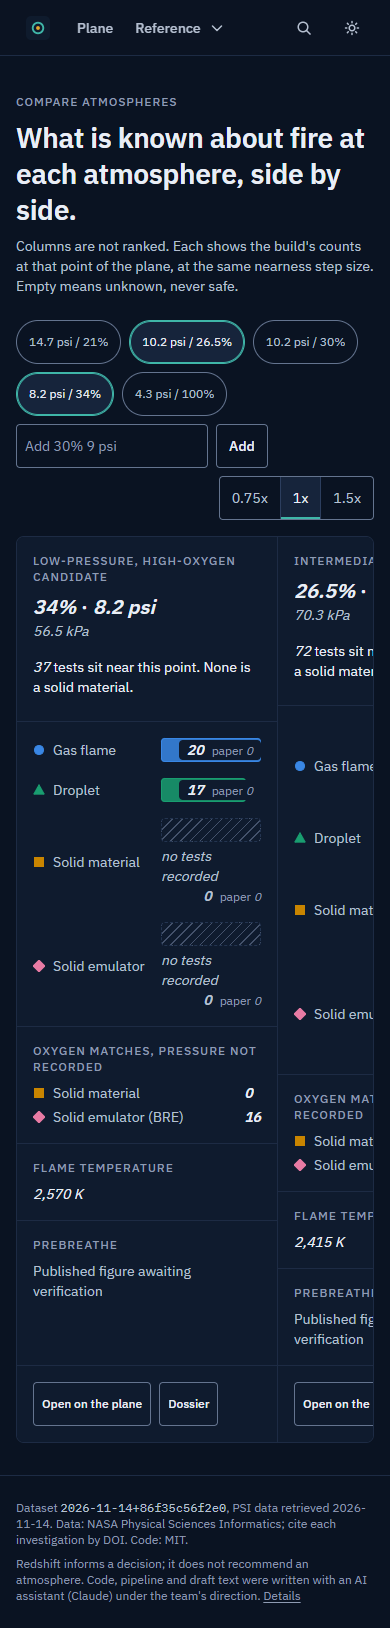 Plane Reference
COMPARE ATMOSPHERES
What is known about fire at
each atmosphere, side by
side.
Columns are not ranked. Each shows the build's counts
at that point of the plane, at the same nearness step size.
Empty means unknown, never safe.
14.7 psi / 21% 10.2 psi / 26.5% 10.2 psi / 30%
8.2 psi / 34% 4.3 psi / 100%
Add 30% 9 psi Add
0.75x 1x 1.5x
LOW-PRESSURE, HIGH-OXYGEN
CANDIDATE
34% · 8.2 psi
56.5 kPa
37 tests sit near this point. None is
a solid material.
Gas flame 20 paper 0
Droplet 17 paper 0
Solid material
no tests
recorded
0 paper 0
Solid emulator
no tests
recorded
0 paper 0
OXYGEN MATCHES, PRESSURE NOT
RECORDED
Solid material 0
Solid emulator (BRE) 16
FLAME TEMPERATURE
2,570 K
PREBREATHE
Published figure awaiting
verification
Open on the plane Dossier
INTERMEDIA
26.5% ·
70.3 kPa
72 tests sit n
a solid mater
Gas flame
Droplet
Solid mat
Solid emu
OXYGEN MAT
RECORDED
Solid mat
Solid emu
FLAME TEMP
2,415 K
PREBREATH
Published fig
verification
Open on the
Dataset 2026-11-14+86f35c56f2e0, PSI data retrieved 2026-
11-14. Data: NASA Physical Sciences Informatics; cite each
investigation by DOI. Code: MIT.
Redshift informs a decision; it does not recommend an
atmosphere. Code, pipeline and draft text were written with an AI
assistant (Claude) under the team's direction. Details